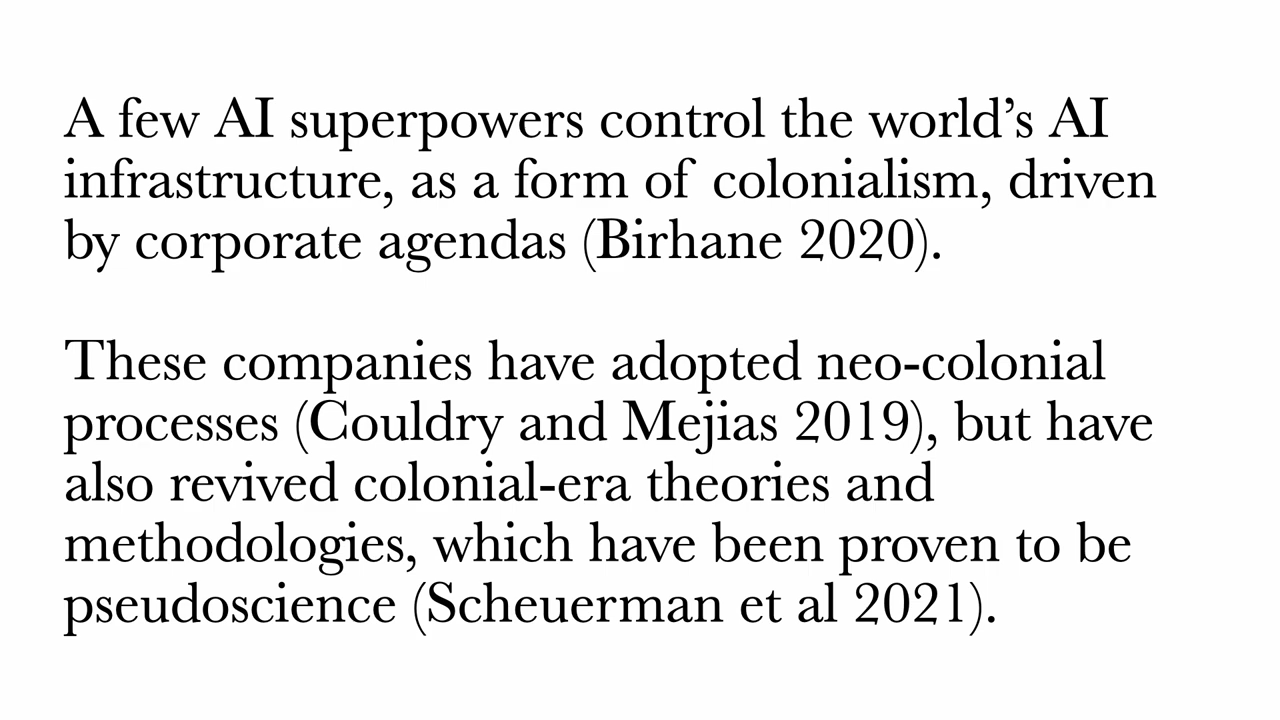 A few AI superpowers control the world’s AI
infrastructure, as a form of colonialism, driven
by corporate agendas (Birhane 2020).
These companies have adopted neo-colonial
processes (Couldry and Mejias 2019), but have
also revived colonial-era theories and
methodologies, which have been proven to be
pseudoscience (Scheuerman et al 2021).